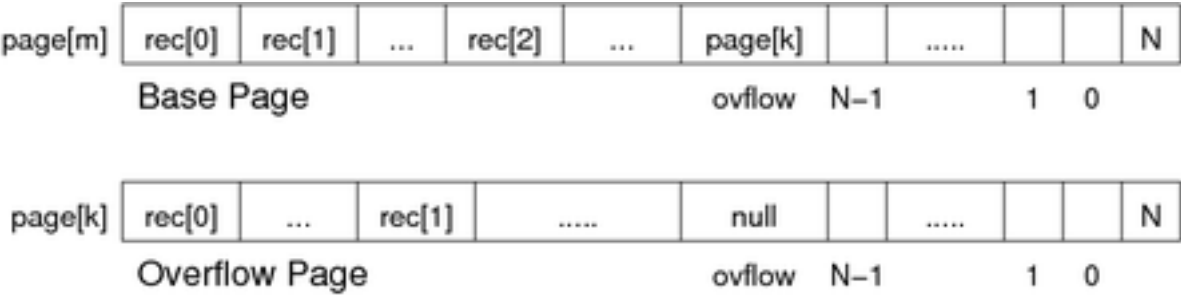 page[m] rec[0] rec[1] ... rec[2] ... page[k] ..... N
Base Page ovflow N−1 1 0
page[k] rec[0] ... rec[1] ..... null ..... N
Overflow Page ovflow N−1 1 0